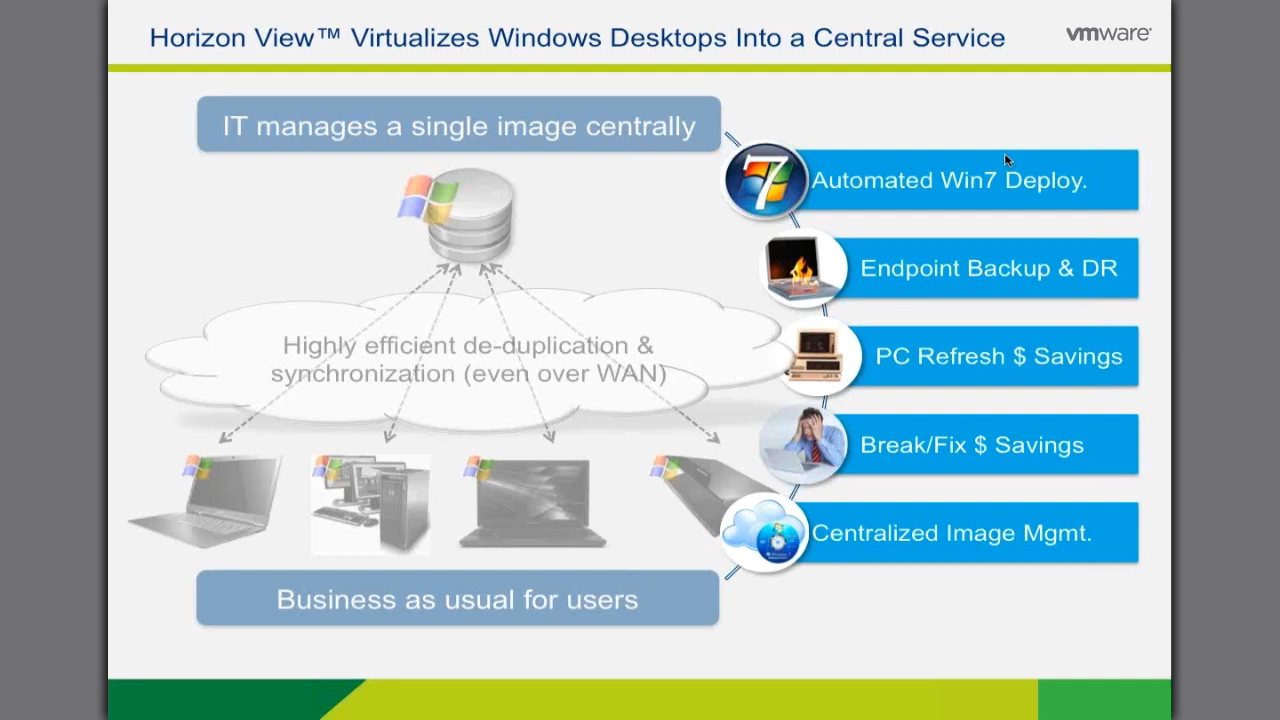 Horizon View™ Virtualizes Windows Desktops Into a Central Service
vmware
IT manages a single image centrally
7
Automated Win7 Deploy.
Endpoint Backup & DR
Highly efficient de-duplication &
synchronization (even over WAN)
PC Refresh $ Savings
Break/Fix $ Savings
Centralized Image Mgmt.
Business as usual for users